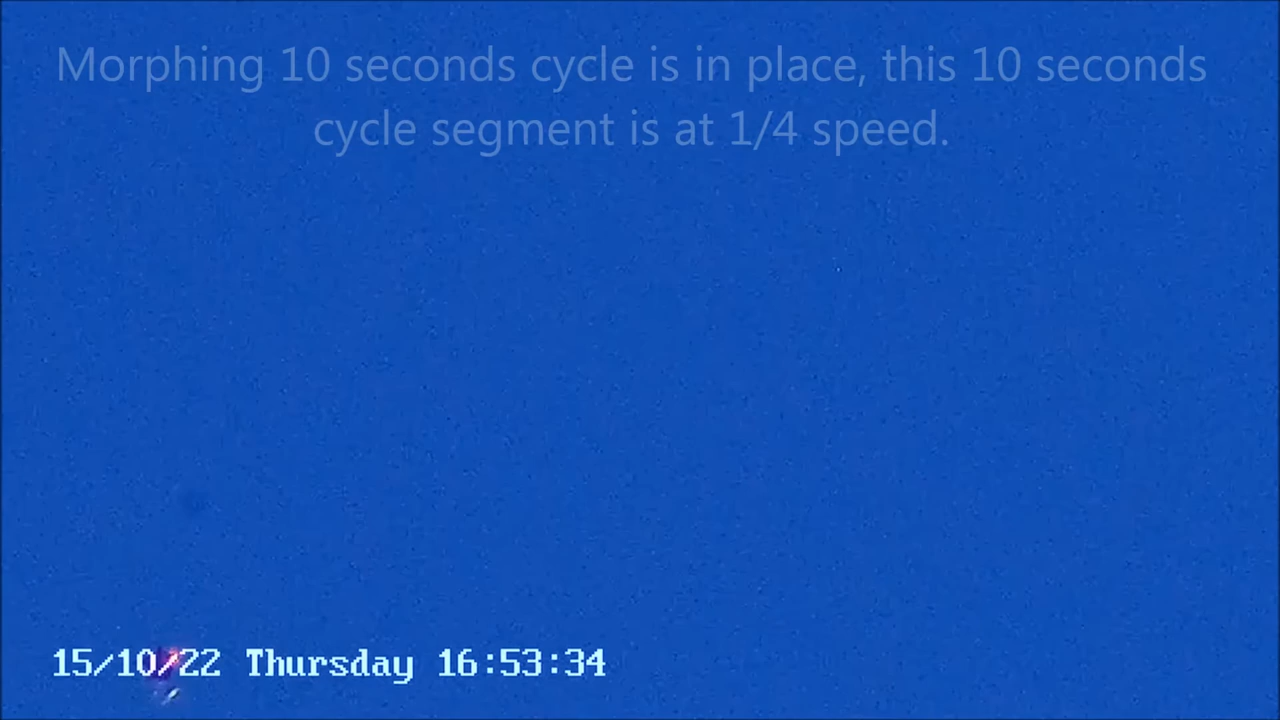 Morphing 10 seconds cycle is in place, this 10 seconds
cycle segment is at 1/4 speed.
15/10/22 Thursday 16:53:34